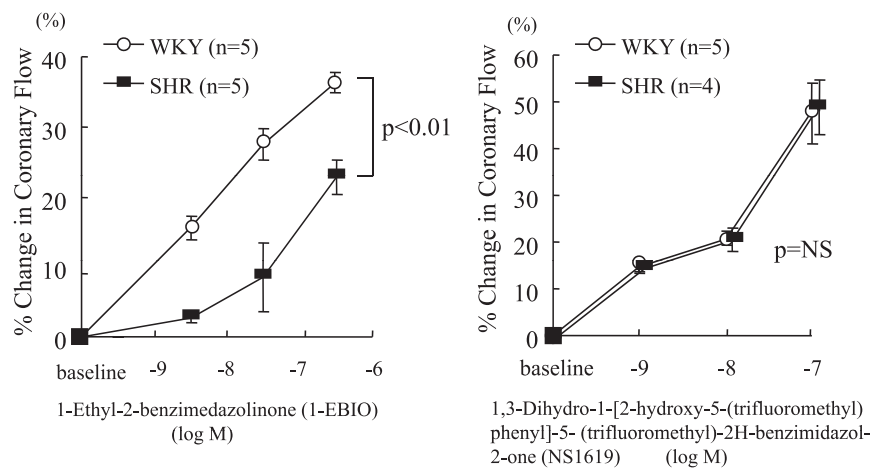 (%)
% Change in Coronary Flow
40
30
20
10
0
WKY (n=5)
SHR (n=5)
p<0.01
baseline -9 -8 -7 -6
1-Ethyl-2-benzimedazolinone (1-EBIO)
(log M)
(%)
% Change in Coronary Flow
60
50
40
30
20
10
0
WKY (n=5)
SHR (n=4)
p=NS
baseline -9 -8 -7
1,3-Dihydro-1-[2-hydroxy-5-(trifluoromethyl)
phenyl]-5- (trifluoromethyl)-2H-benzimidazol-
2-one (NS1619) (log M)